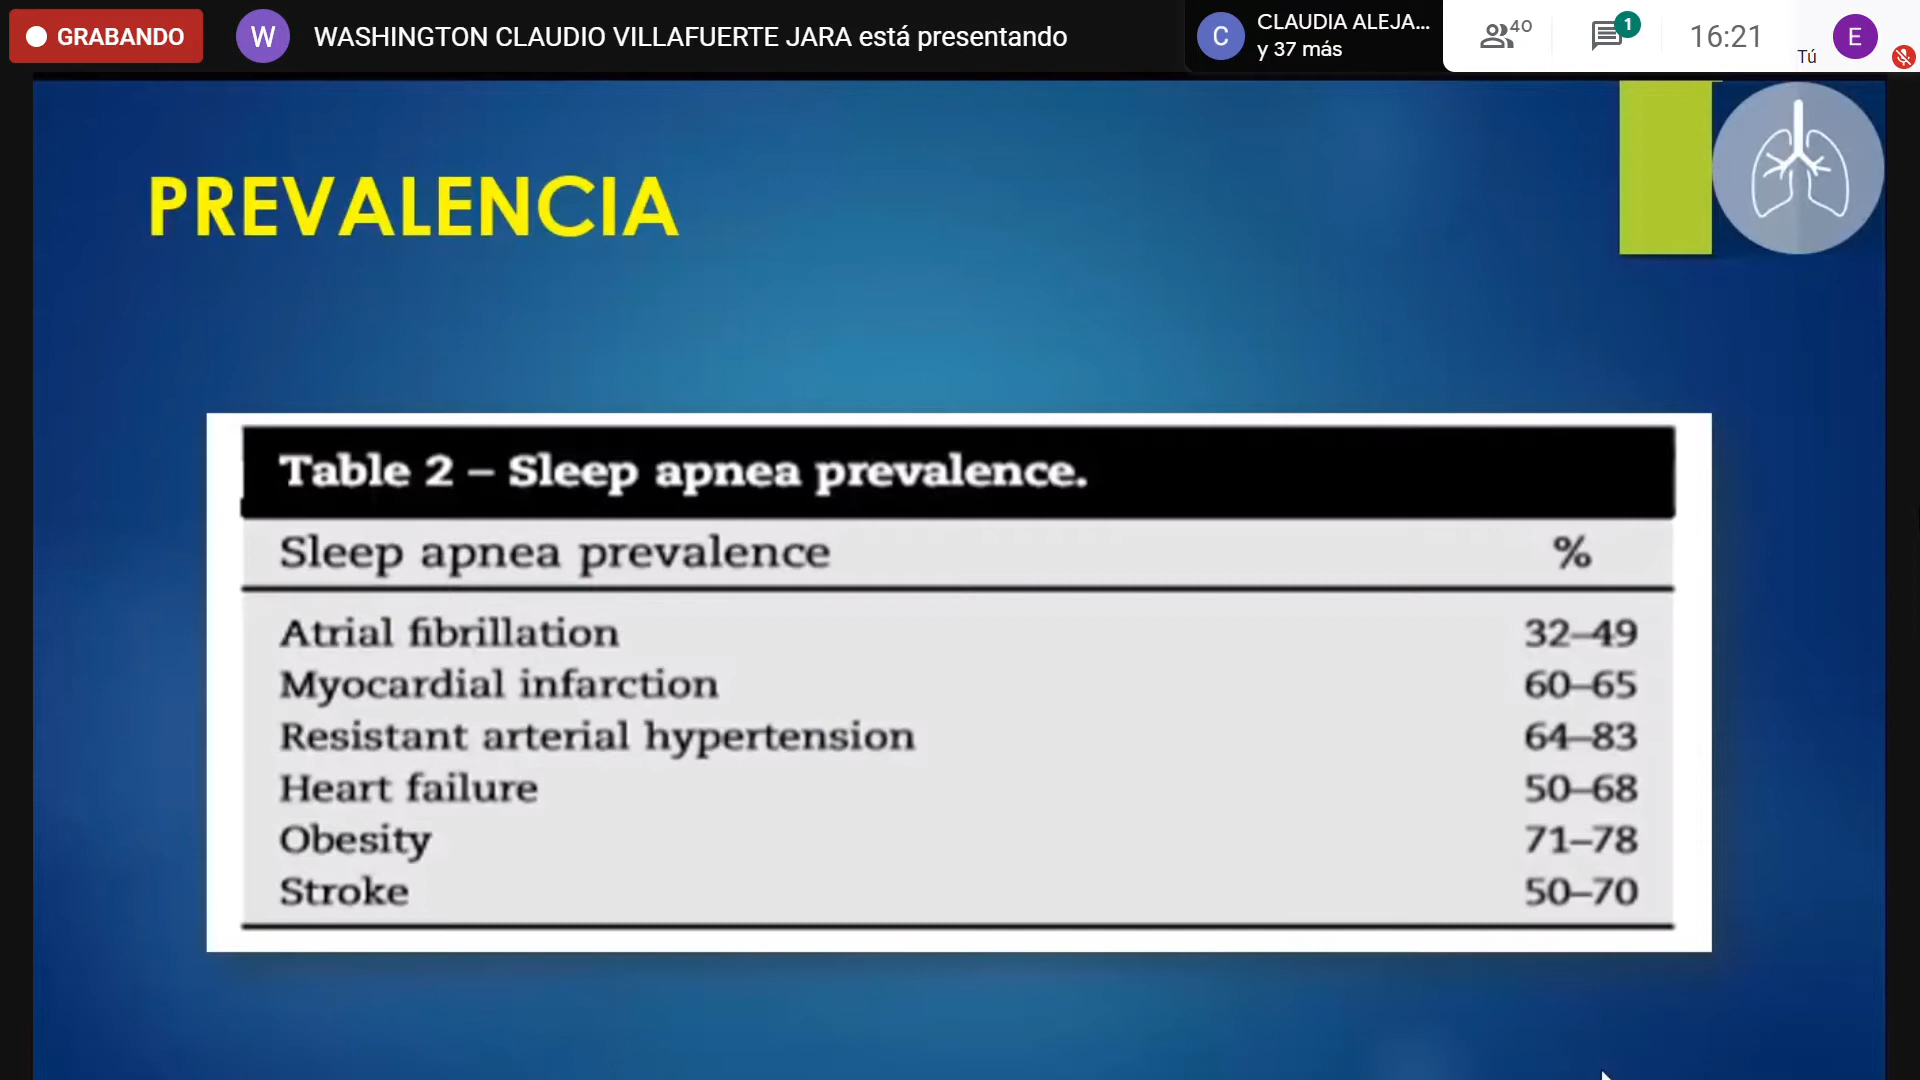 GRABANDO
W
WASHINGTON CLAUDIO VILLAFUERTE JARA está presentando
C
CLAUDIA ALEJA...
y 37 más
40
1
16:21
Tú
E
PREVALENCIA
Table 2 – Sleep apnea prevalence.
Sleep apnea prevalence %
Atrial fibrillation 32–49
Myocardial infarction 60–65
Resistant arterial hypertension 64–83
Heart failure 50–68
Obesity 71–78
Stroke 50–70